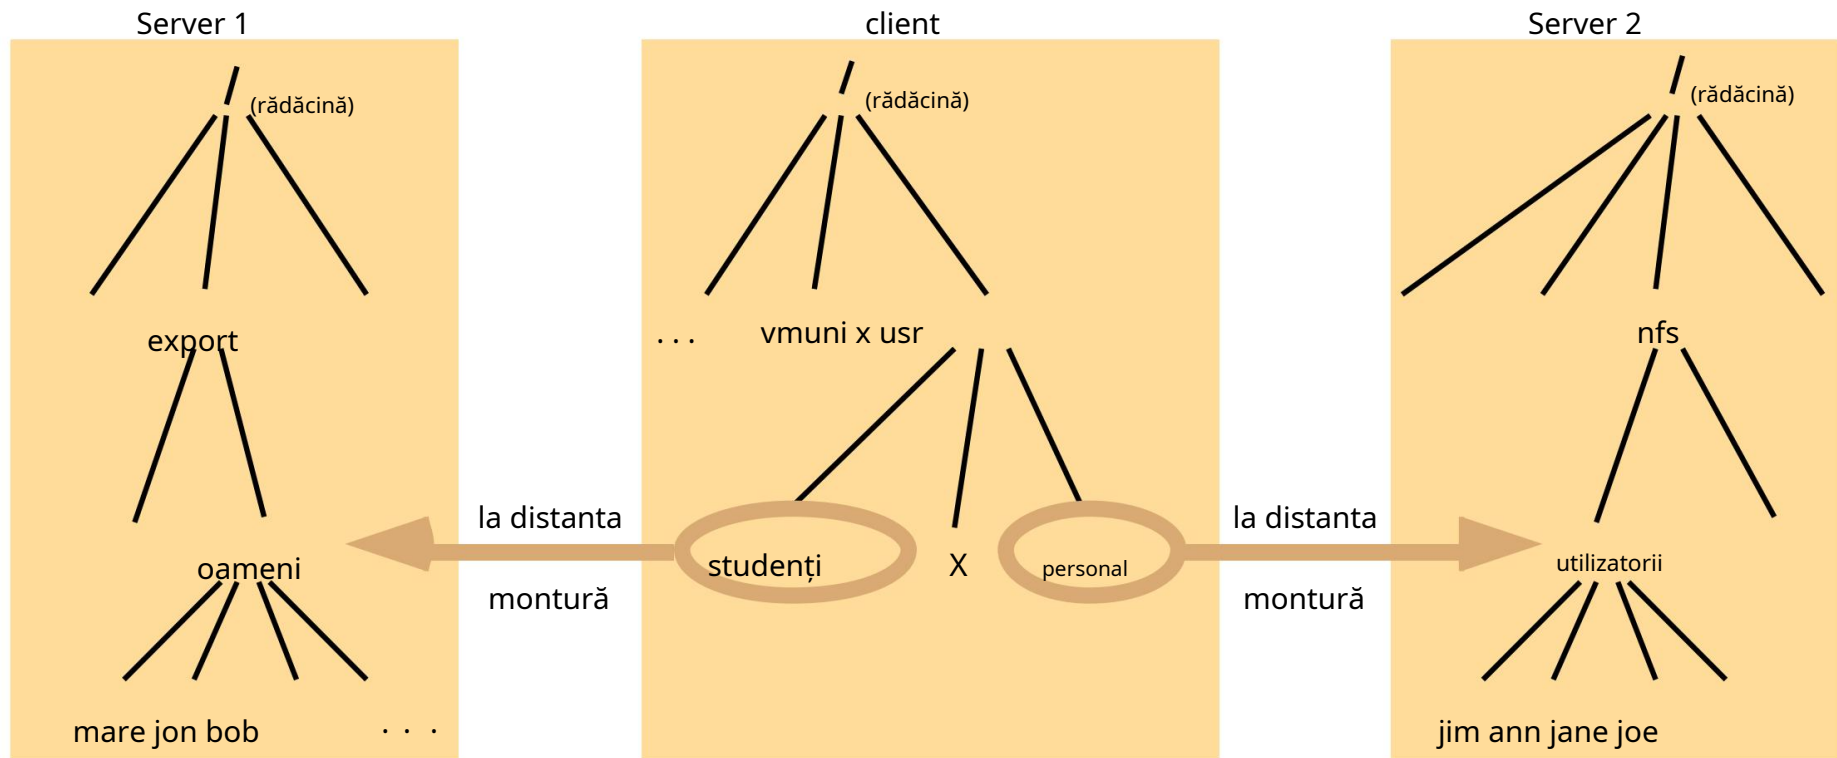 Server 1
(rădăcină)
export
oameni
mare jon bob
. . .
client
(rădăcină)
. . .
vmuni x usr
studenți
X
personal
la distanta
montură
la distanta
montură
Server 2
(rădăcină)
nfs
utilizatorii
jim ann jane joe